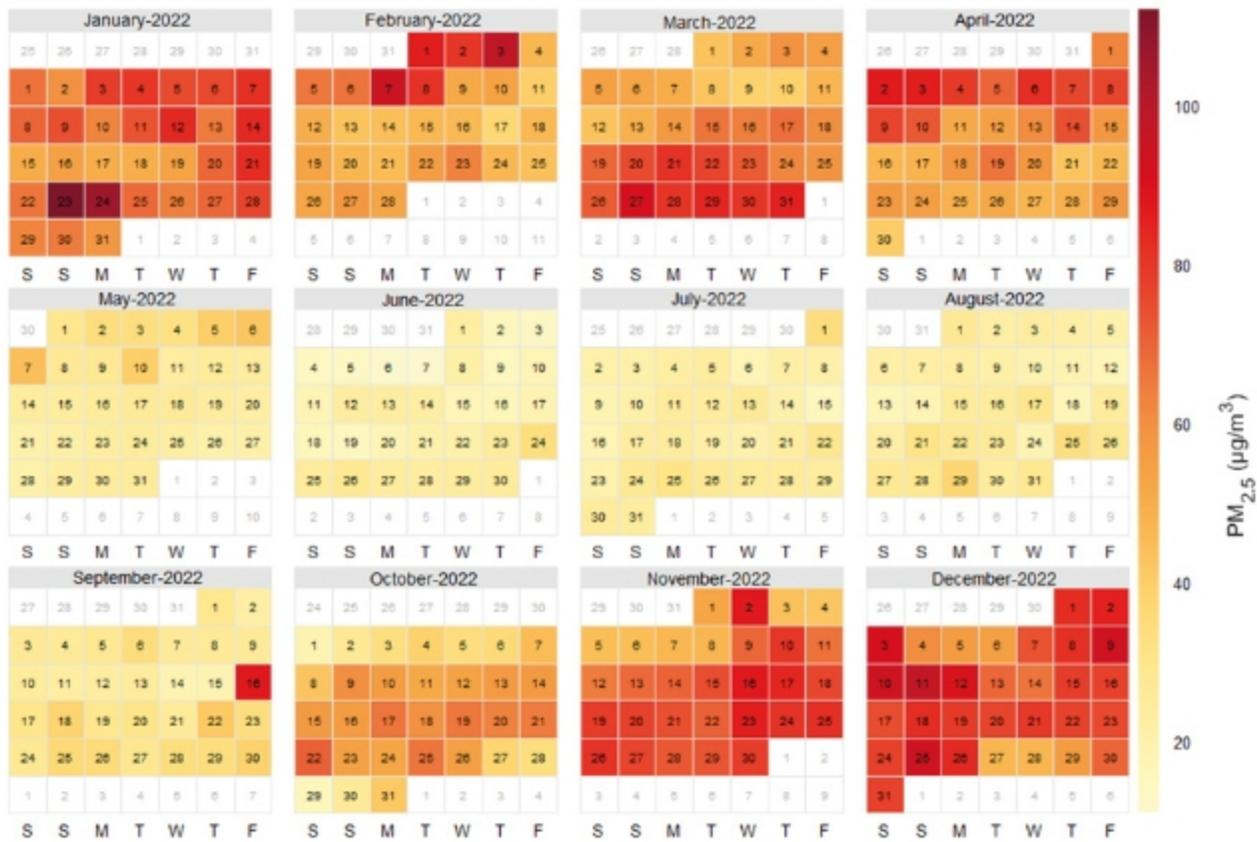 January-2022 February-2022 March-2022 April-2022
25 26 27 28 29 30 31 29 30 31 1 2 3 4 26 27 28 1 2 3 4 26 27 28 29 30 31 1
1 2 3 4 5 6 7 5 6 7 8 9 10 11 5 6 7 8 9 10 11 2 3 4 5 6 7 8
8 9 10 11 12 13 14 12 13 14 15 16 17 18 12 13 14 15 16 17 18 9 10 11 12 13 14 15
15 16 17 18 19 20 21 19 20 21 22 23 24 25 19 20 21 22 23 24 25 16 17 18 19 20 21 22
22 23 24 25 26 27 28 26 27 28 1 2 3 4 26 27 28 29 30 31 1 23 24 25 26 27 28 29
29 30 31 1 2 3 4 5 6 7 8 9 10 11 2 3 4 5 6 7 8 30 1 2 3 4 5 6
S S M T W T F S S M T W T F S S M T W T F S S M T W T F
May-2022 June-2022 July-2022 August-2022
30 1 2 3 4 5 6 28 29 30 31 1 2 3 25 26 27 28 29 30 1 30 31 1 2 3 4 5
7 8 9 10 11 12 13 4 5 6 7 8 9 10 2 3 4 5 6 7 8 6 7 8 9 10 11 12
14 15 16 17 18 19 20 11 12 13 14 15 16 17 9 10 11 12 13 14 15 13 14 15 16 17 18 19
21 22 23 24 25 26 27 18 19 20 21 22 23 24 16 17 18 19 20 21 22 20 21 22 23 24 25 26
28 29 30 31 1 2 3 25 26 27 28 29 30 1 23 24 25 26 27 28 29 27 28 29 30 31 1 2
4 5 6 7 8 9 10 2 3 4 5 6 7 8 30 31 1 2 3 4 5 3 4 5 6 7 8 9
S S M T W T F S S M T W T F S S M T W T F S S M T W T F
September-2022 October-2022 November-2022 December-2022
27 28 29 30 31 1 2 24 25 26 27 28 29 30 29 30 31 1 2 3 4 26 27 28 29 30 1 2
3 4 5 6 7 8 9 1 2 3 4 5 6 7 5 6 7 8 9 10 11 3 4 5 6 7 8 9
10 11 12 13 14 15 16 8 9 10 11 12 13 14 12 13 14 15 16 17 18 10 11 12 13 14 15 16
17 18 19 20 21 22 23 15 16 17 18 19 20 21 19 20 21 22 23 24 25 17 18 19 20 21 22 23
24 25 26 27 28 29 30 22 23 24 25 26 27 28 26 27 28 29 30 1 2 24 25 26 27 28 29 30
1 2 3 4 5 6 7 29 30 31 1 2 3 4 3 4 5 6 7 8 9 31 1 2 3 4 5 6
S S M T W T F S S M T W T F S S M T W T F S S M T W T F
100
80
60
40
20
PM2.5 (µg/m³)